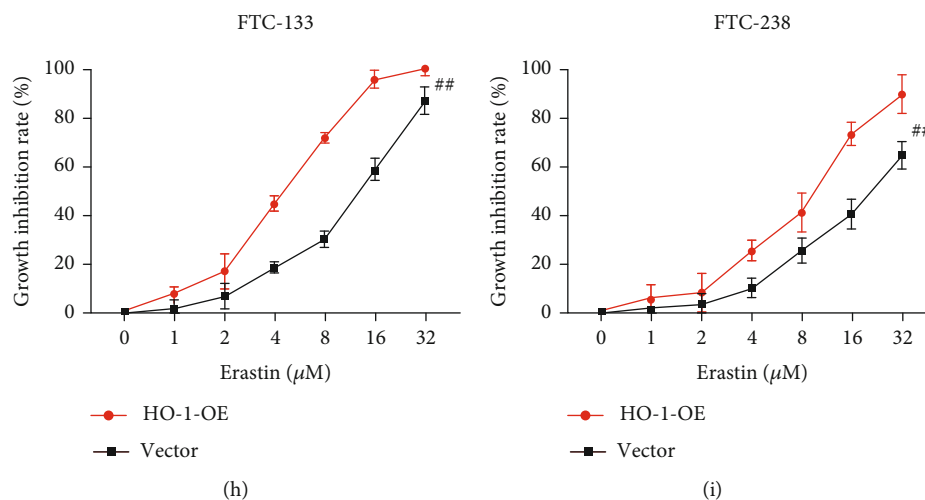 FTC-133
100
80
60
40
20
0
Growth inhibition rate (%)
##
0 1 2 4 8 16 32
Erastin (μM)
HO-1-OE
Vector
(h)
FTC-238
100
80
60
40
20
0
Growth inhibition rate (%)
##
0 1 2 4 8 16 32
Erastin (μM)
HO-1-OE
Vector
(i)